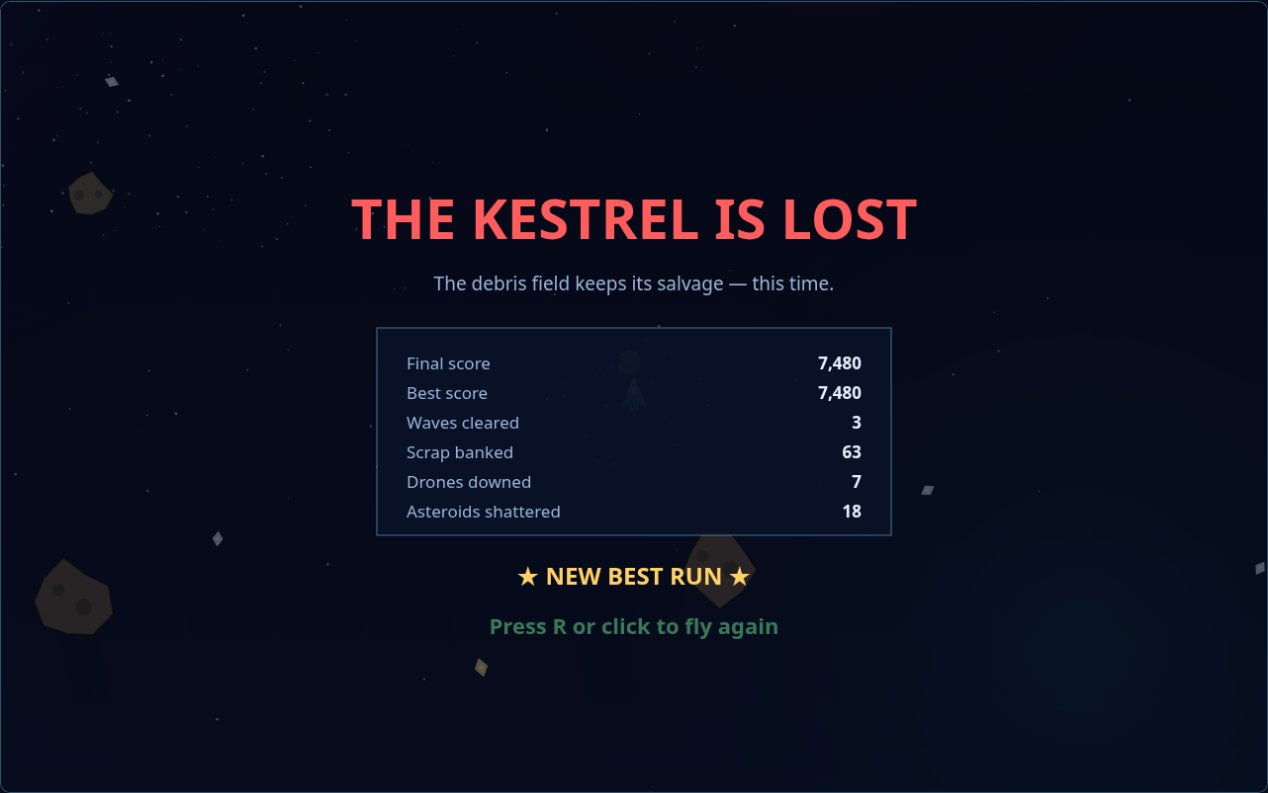 THE KESTREL IS LOST
The debris field keeps its salvage — this time.
Final score 7,480
Best score 7,480
Waves cleared 3
Scrap banked 63
Drones downed 7
Asteroids shattered 18
★ NEW BEST RUN ★
Press R or click to fly again